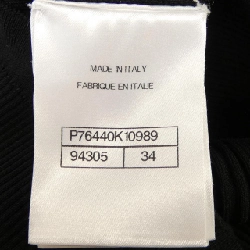 MADE IN ITALY
FABRIQUE EN ITALIE
P76440K10989
94305 34